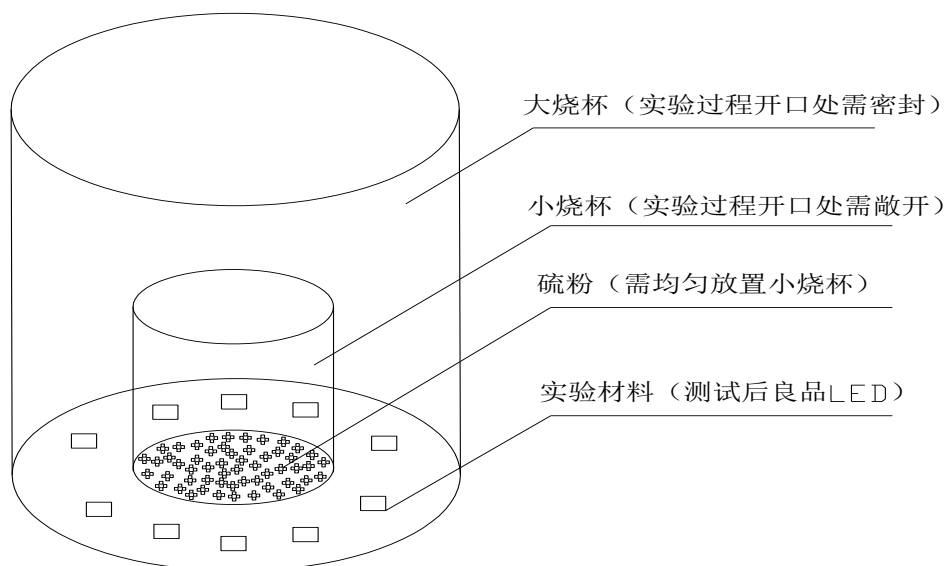 大烧杯（实验过程开口处需密封）
小烧杯（实验过程开口处需敞开）
硫粉（需均匀放置小烧杯）
实验材料（测试后良品LED）